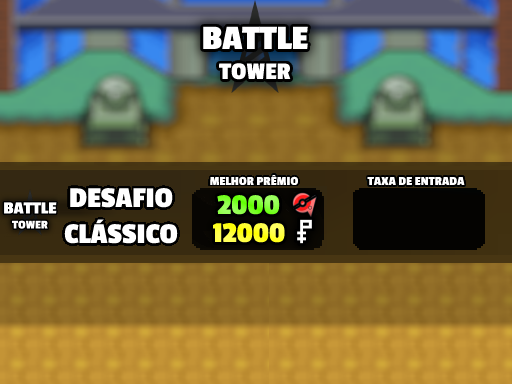 BATTLE
TOWER
BATTLE
TOWER
DESAFIO
CLÁSSICO
MELHOR PRÊMIO
2000
12000
TAXA DE ENTRADA